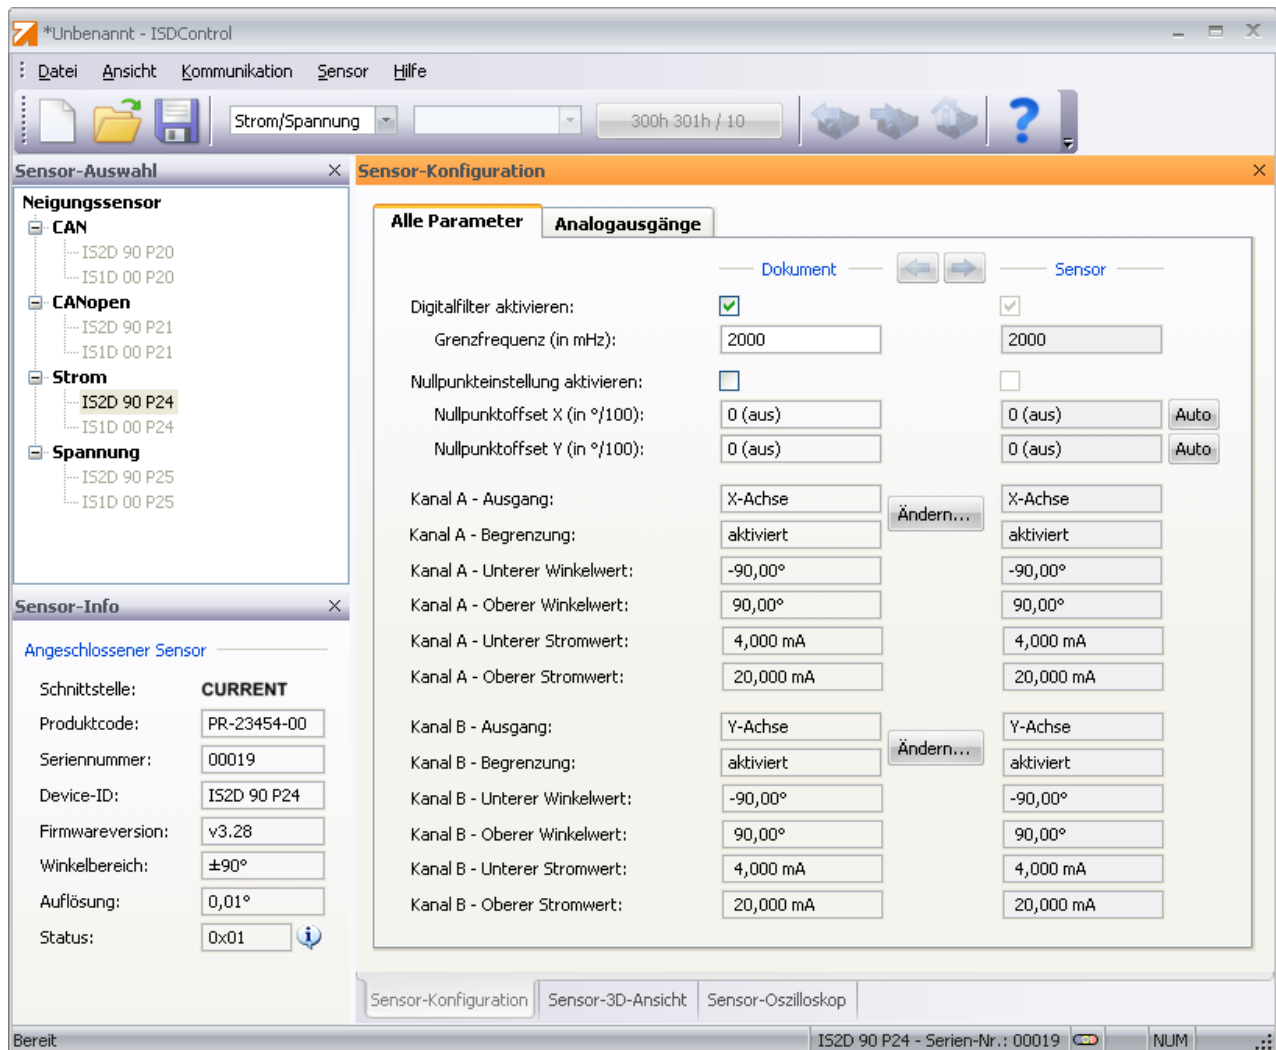 *Unbenannt - ISDControl
Datei Ansicht Kommunikation Sensor Hilfe
Strom/Spannung 300h 301h / 10
Sensor-Auswahl
Neigungssensor
CAN
IS2D 90 P20
IS1D 00 P20
CANopen
IS2D 90 P21
IS1D 00 P21
Strom
IS2D 90 P24
IS1D 00 P24
Spannung
IS2D 90 P25
IS1D 00 P25
Sensor-Info
Angeschlossener Sensor
Schnittstelle: CURRENT
Produktcode: PR-23454-00
Seriennummer: 00019
Device-ID: IS2D 90 P24
Firmwareversion: v3.28
Winkelbereich: ±90°
Auflösung: 0,01°
Status: 0x01
Sensor-Konfiguration
Alle Parameter Analogausgänge
Dokument Sensor
Digitalfilter aktivieren:
Grenzfrequenz (in mHz): 2000 2000
Nullpunkteinstellung aktivieren:
Nullpunktoffset X (in °/100): 0 (aus) 0 (aus) Auto
Nullpunktoffset Y (in °/100): 0 (aus) 0 (aus) Auto
Kanal A - Ausgang: X-Achse Ändern... X-Achse
Kanal A - Begrenzung: aktiviert aktiviert
Kanal A - Unterer Winkelwert: -90,00° -90,00°
Kanal A - Oberer Winkelwert: 90,00° 90,00°
Kanal A - Unterer Stromwert: 4,000 mA 4,000 mA
Kanal A - Oberer Stromwert: 20,000 mA 20,000 mA
Kanal B - Ausgang: Y-Achse Ändern... Y-Achse
Kanal B - Begrenzung: aktiviert aktiviert
Kanal B - Unterer Winkelwert: -90,00° -90,00°
Kanal B - Oberer Winkelwert: 90,00° 90,00°
Kanal B - Unterer Stromwert: 4,000 mA 4,000 mA
Kanal B - Oberer Stromwert: 20,000 mA 20,000 mA
Sensor-Konfiguration Sensor-3D-Ansicht Sensor-Oszilloskop
Bereit IS2D 90 P24 - Serien-Nr.: 00019 NUM